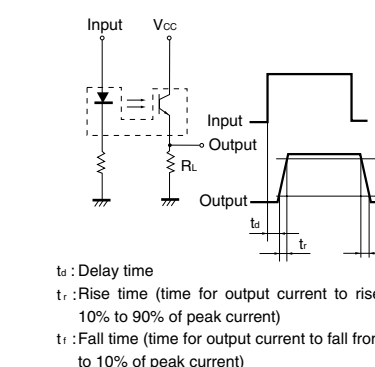 Input Vcc
Input
Output
RL
Output
td
tr
td : Delay time
tr : Rise time (time for output current to rise
10% to 90% of peak current)
tf : Fall time (time for output current to fall from
to 10% of peak current)